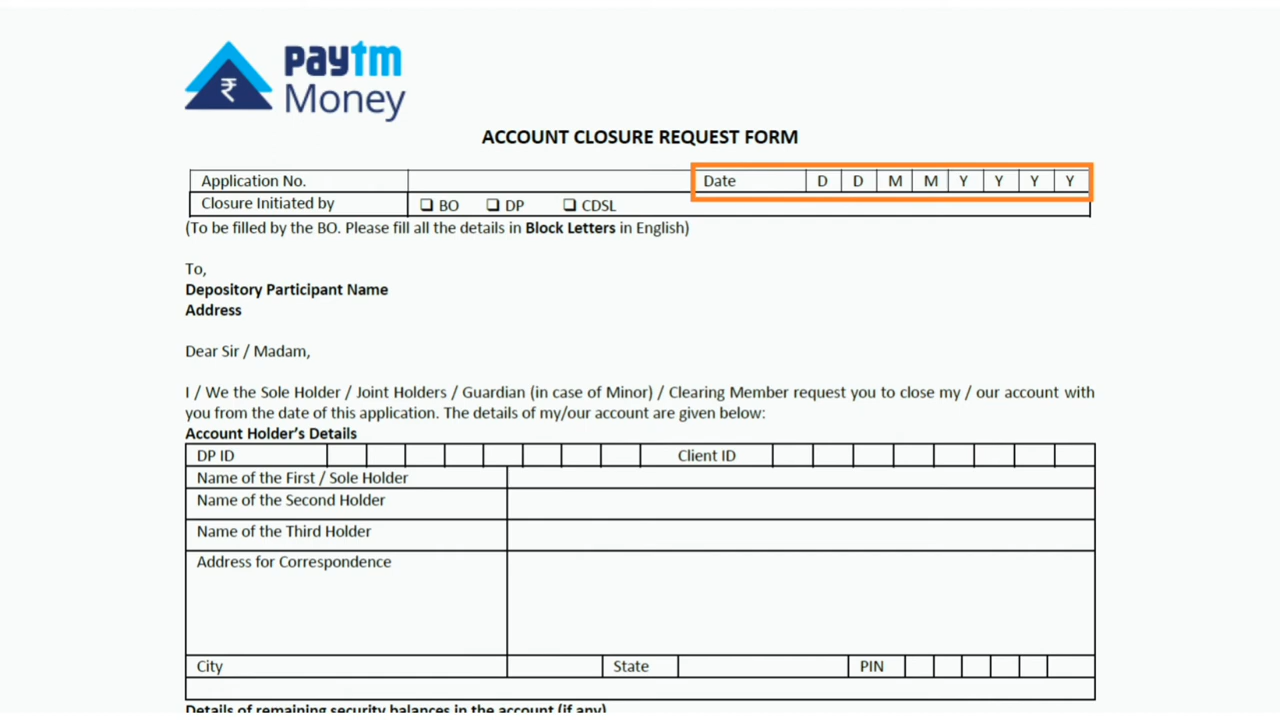 ₹ paytm
Money
ACCOUNT CLOSURE REQUEST FORM
Application No. Date D D M M Y Y Y Y
Closure Initiated by ❑ BO ❑ DP ❑ CDSL
(To be filled by the BO. Please fill all the details in Block Letters in English)
To,
Depository Participant Name
Address
Dear Sir / Madam,
I / We the Sole Holder / Joint Holders / Guardian (in case of Minor) / Clearing Member request you to close my / our account with
you from the date of this application. The details of my/our account are given below:
Account Holder’s Details
DP ID Client ID
Name of the First / Sole Holder
Name of the Second Holder
Name of the Third Holder
Address for Correspondence
City State PIN
Details of remaining security balances in the account (if any)